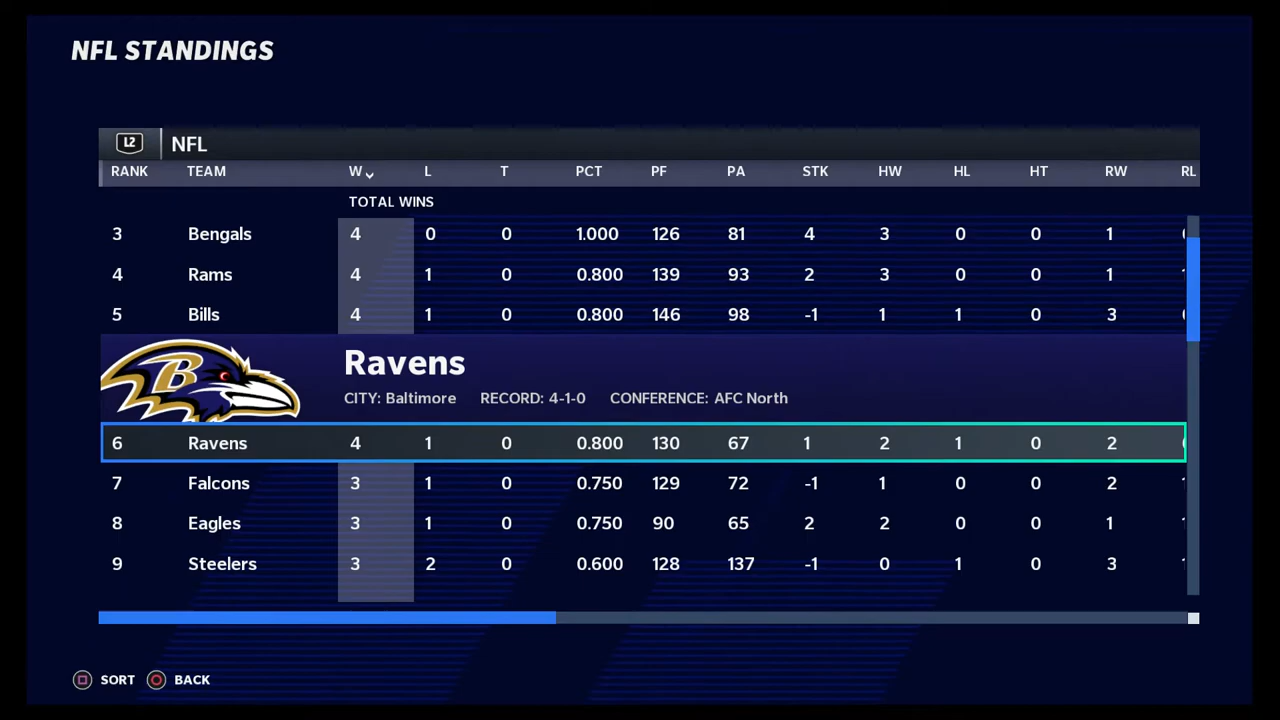 NFL STANDINGS
L2 NFL
RANK TEAM W L T PCT PF PA STK HW HL HT RW RL
TOTAL WINS
3 Bengals 4 0 0 1.000 126 81 4 3 0 0 1
4 Rams 4 1 0 0.800 139 93 2 3 0 0 1
5 Bills 4 1 0 0.800 146 98 -1 1 1 0 3
B
Ravens
CITY: Baltimore RECORD: 4-1-0 CONFERENCE: AFC North
6 Ravens 4 1 0 0.800 130 67 1 2 1 0 2
7 Falcons 3 1 0 0.750 129 72 -1 1 0 0 2
8 Eagles 3 1 0 0.750 90 65 2 2 0 0 1
9 Steelers 3 2 0 0.600 128 137 -1 0 1 0 3
SORT BACK